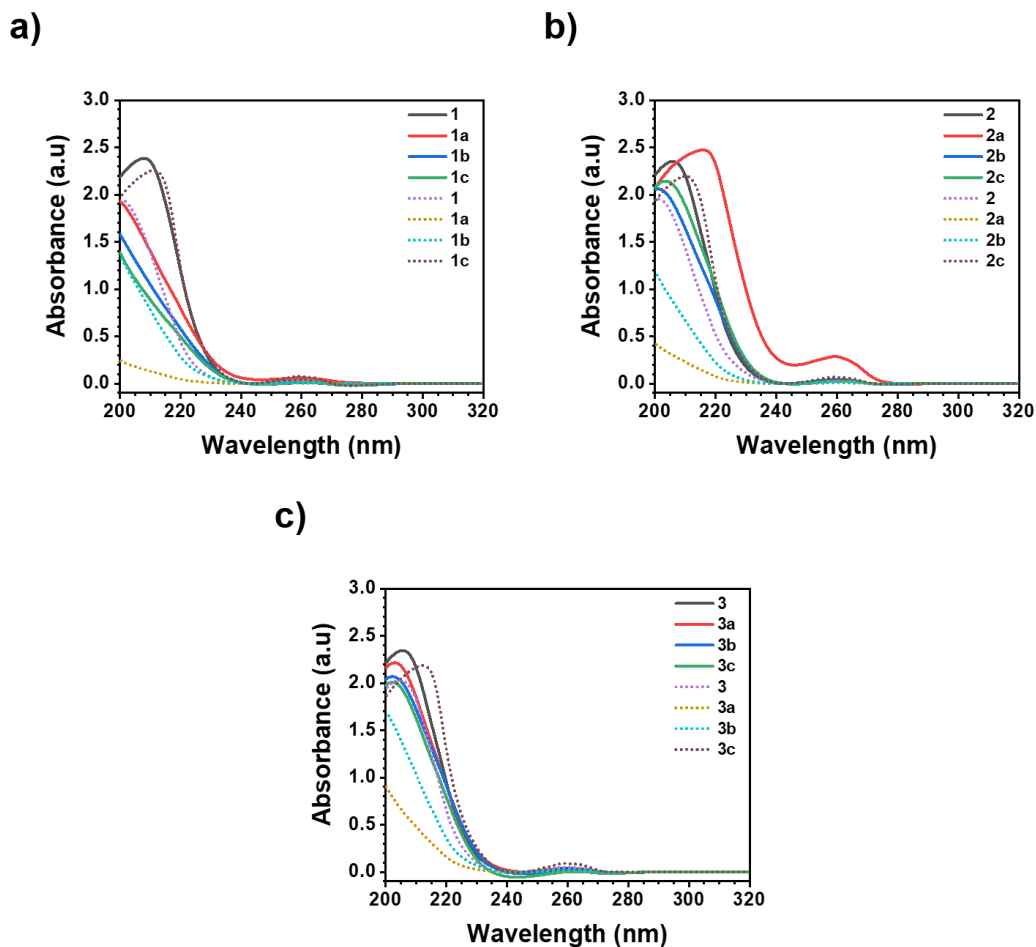 a)
3.0
2.5
2.0
1.5
1.0
0.5
0.0
Absorbance (a.u)
200 220 240 260 280 300 320
Wavelength (nm)
1
1a
1b
1c
1
1a
1b
1c
b)
3.0
2.5
2.0
1.5
1.0
0.5
0.0
Absorbance (a.u)
200 220 240 260 280 300 320
Wavelength (nm)
2
2a
2b
2c
2
2a
2b
2c
c)
3.0
2.5
2.0
1.5
1.0
0.5
0.0
Absorbance (a.u)
200 220 240 260 280 300 320
Wavelength (nm)
3
3a
3b
3c
3
3a
3b
3c